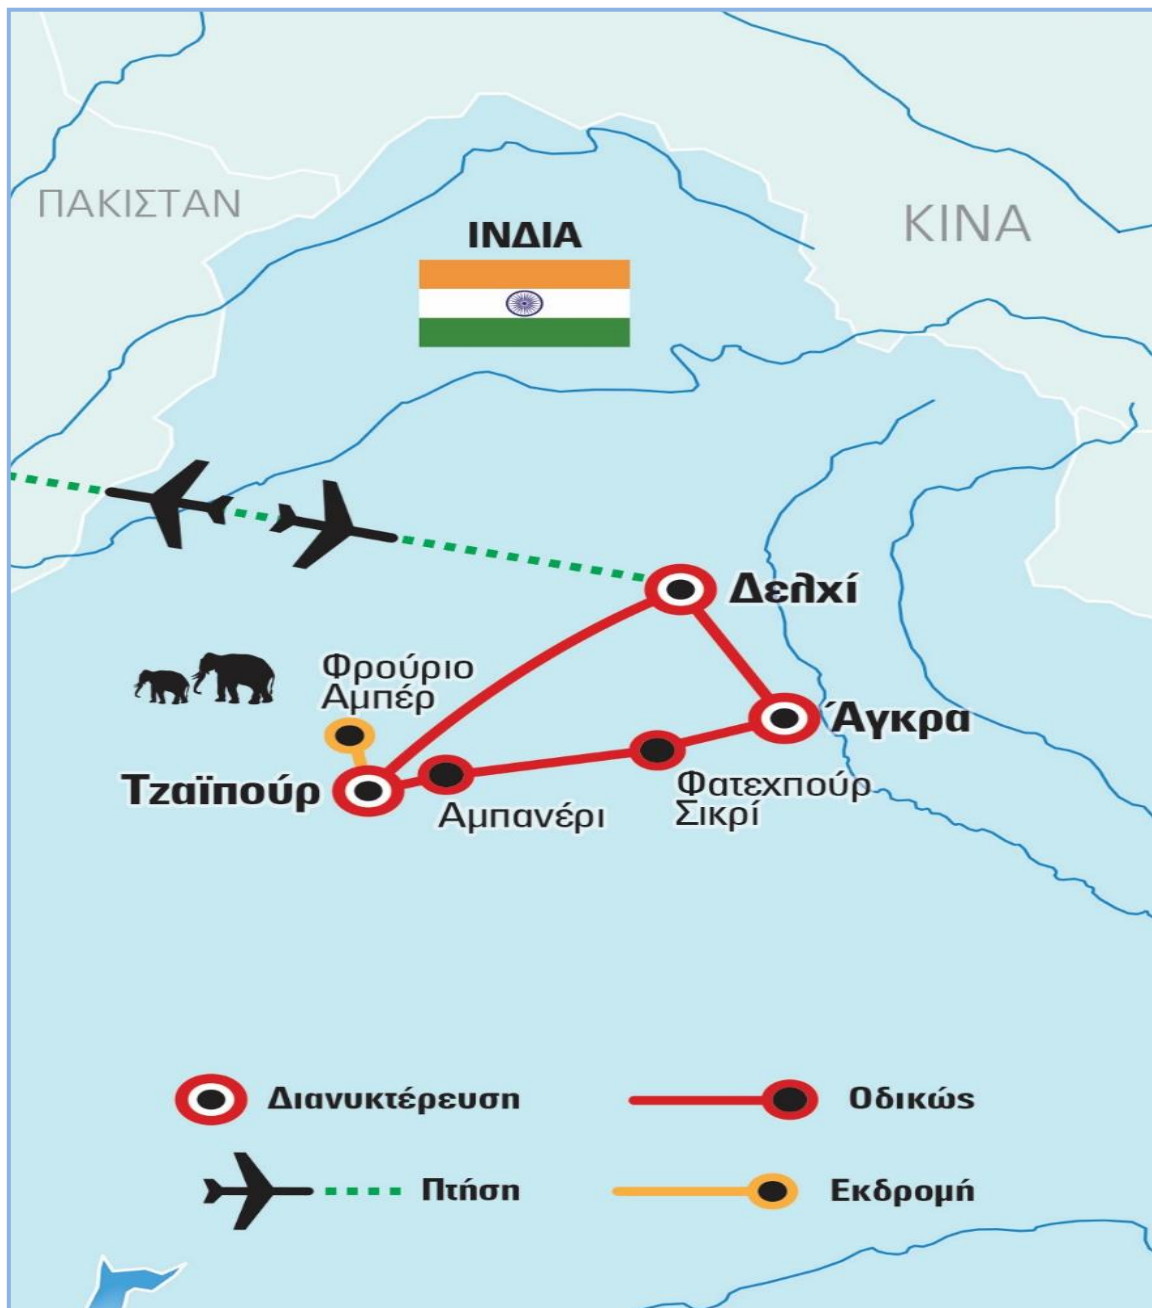 ΠΑΚΙΣΤΑΝ
ΚΙΝΑ
ΙΝΔΙΑ
Δελχί
Φρούριο
Αμπέρ
Άγκρα
Τζαϊπούρ
Αμπανέρι
Φατεχπούρ
Σικρί
Διανυκτέρευση
Οδικώς
Πτήση
Εκδρομή